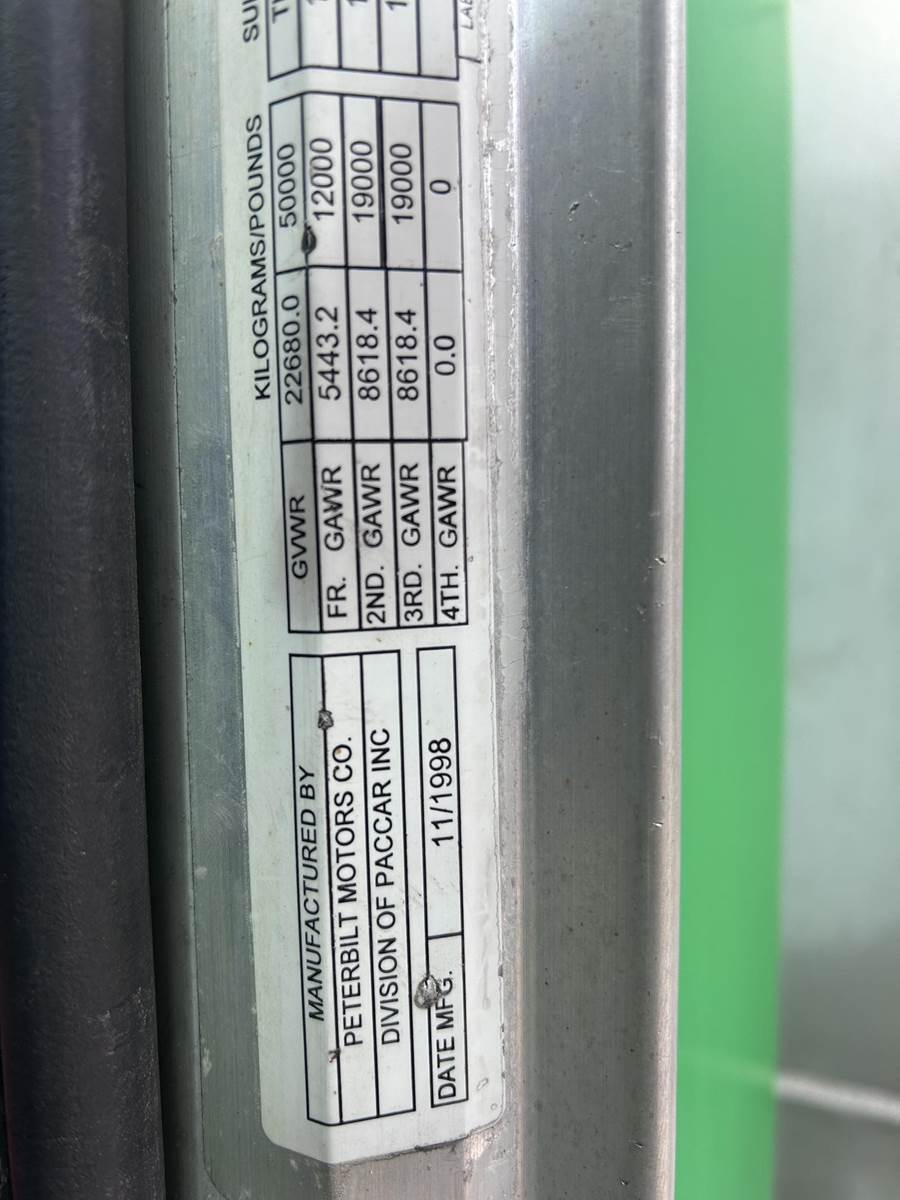 MANUFACTURED BY
PETERBILT MOTORS CO.
DIVISION OF PACCAR INC
DATE MFG. 11/1998
KILOGRAMS/POUNDS
GVWR 22680.0 50000
FR. GAWR 5443.2 12000
2ND. GAWR 8618.4 19000
3RD. GAWR 8618.4 19000
4TH. GAWR 0.0 0